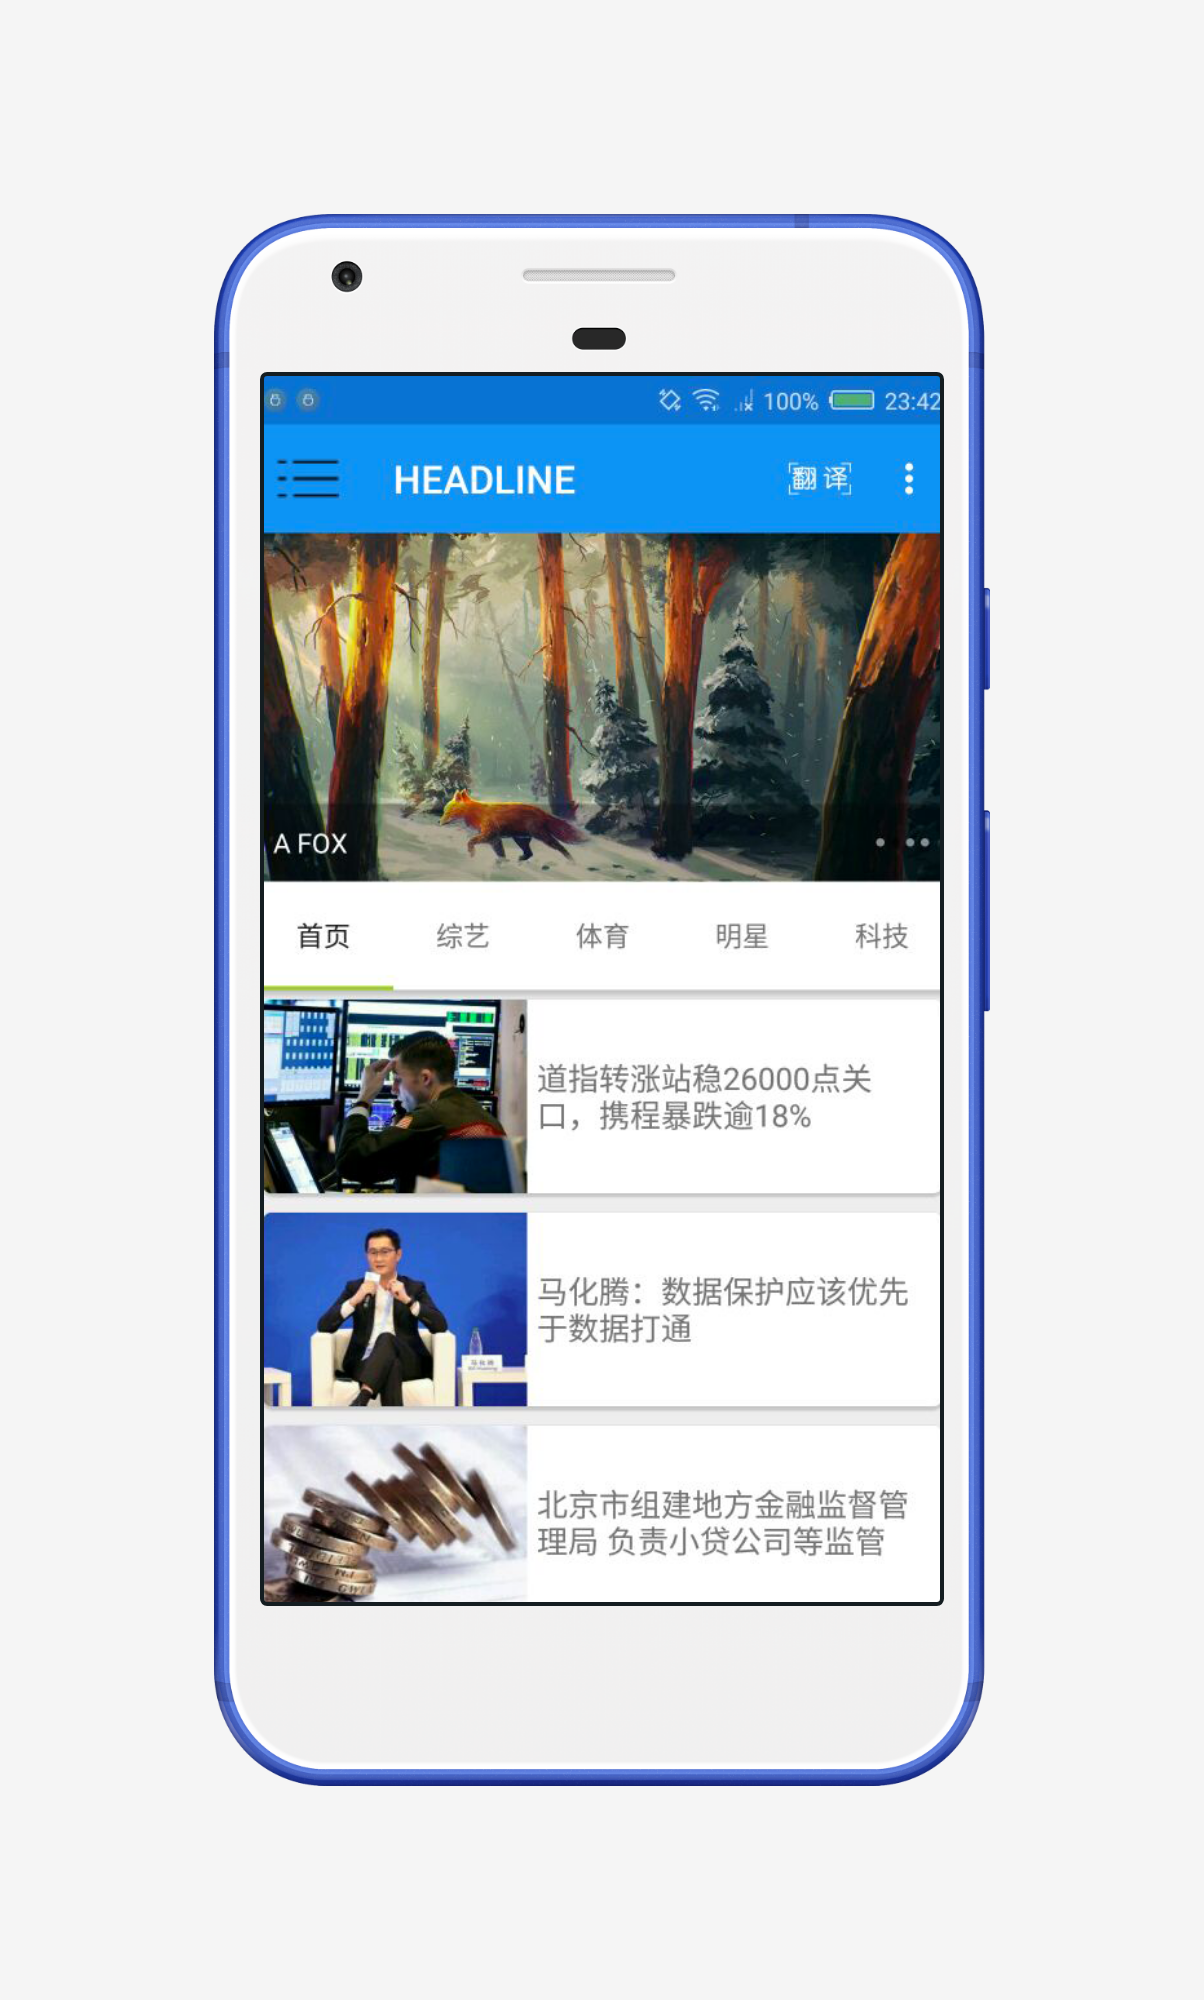 100% 23:42
HEADLINE
翻译
A FOX
首页 综艺 体育 明星 科技
道指转涨站稳26000点关
口，携程暴跌逾18%
马化腾：数据保护应该优先
于数据打通
马化腾
北京市组建地方金融监督管
理局 负责小贷公司等监管